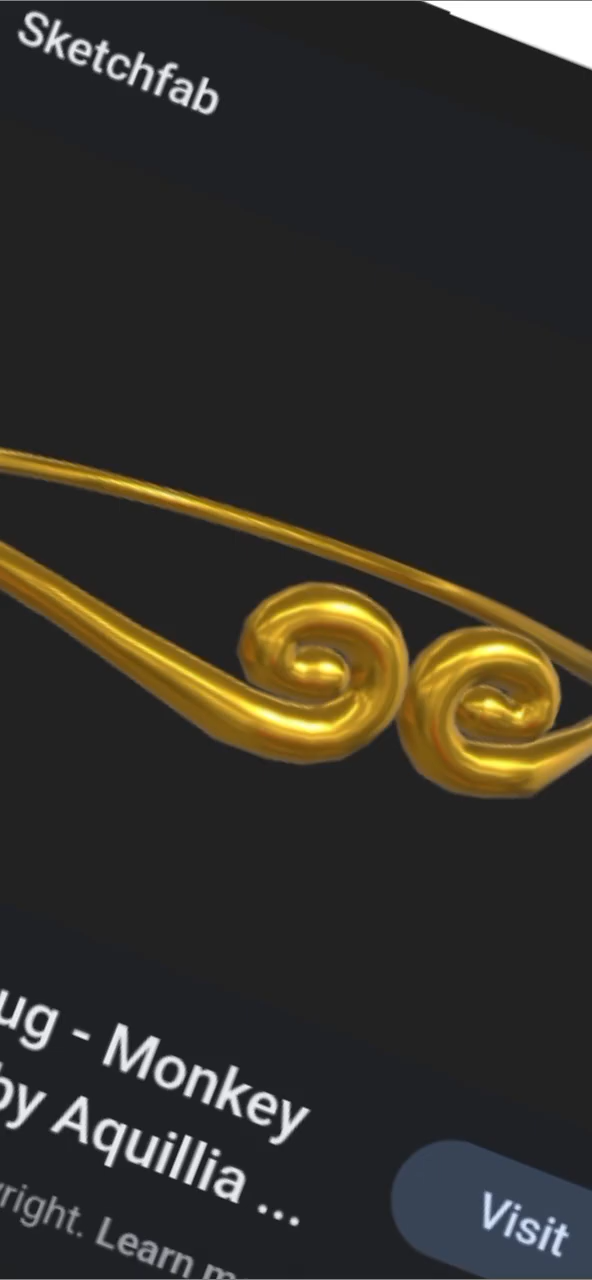 Sketchfab
ug - Monkey
by Aquillia ...
right. Learn m
Visit